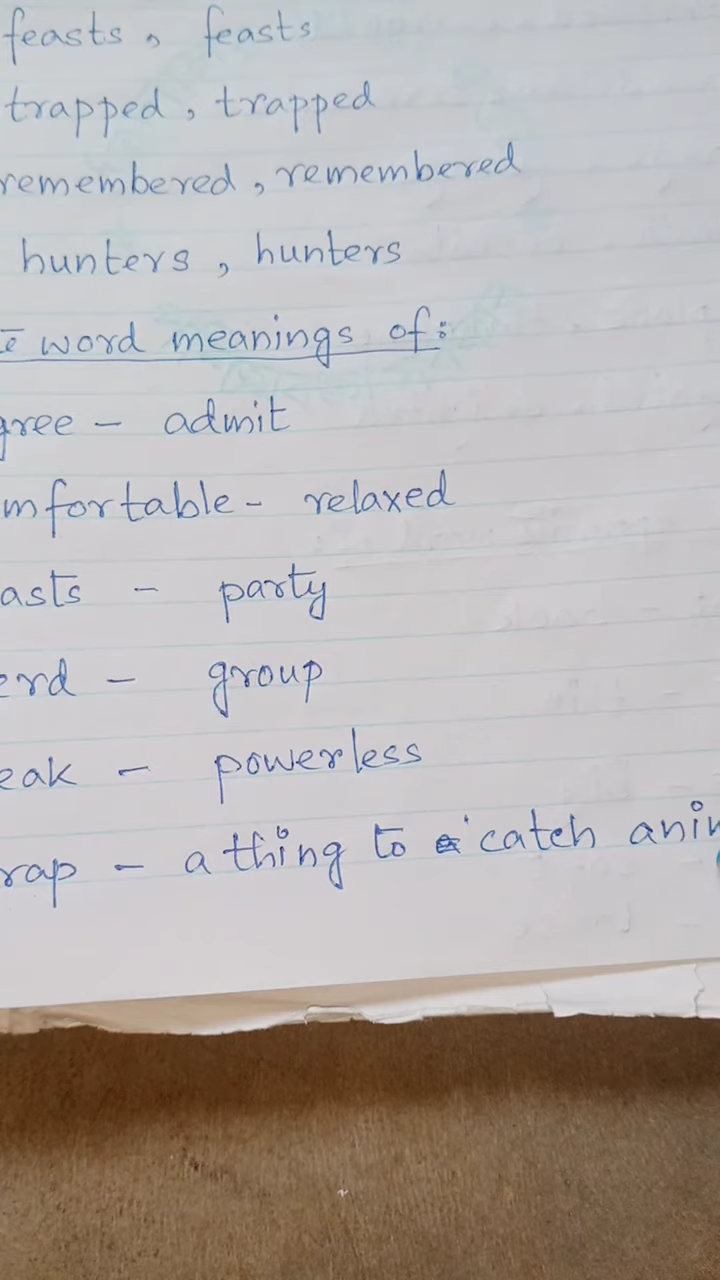 feasts, feasts
trapped, trapped
remembered, remembered
hunters, hunters
word meanings of:
gree - admit
mfortable - relaxed
asts - party
erd - group
eak - powerless
rap - a thing to catch anim